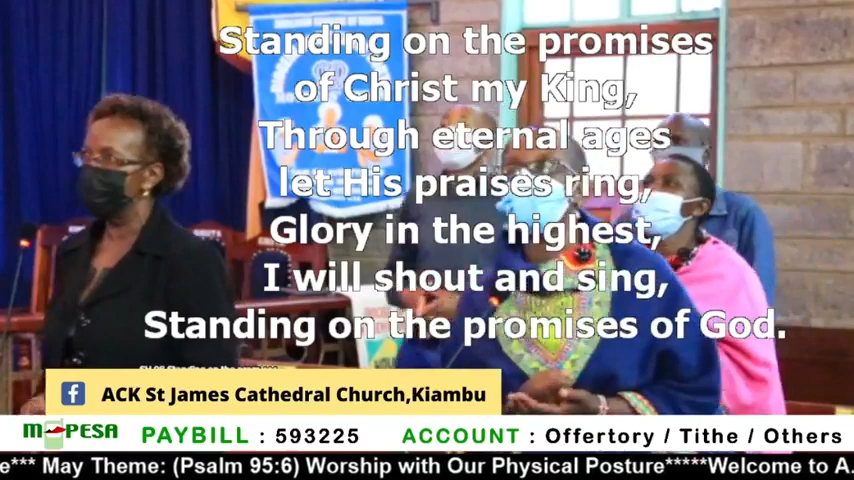 Standing on the promises
of Christ my King,
Through eternal ages
let His praises ring,
Glory in the highest,
I will shout and sing,
Standing on the promises of God.
ACK St James Cathedral Church,Kiambu
M PESA PAYBILL : 593225 ACCOUNT : Offertory / Tithe / Others
e*** May Theme: (Psalm 95:6) Worship with Our Physical Posture*****Welcome to A.